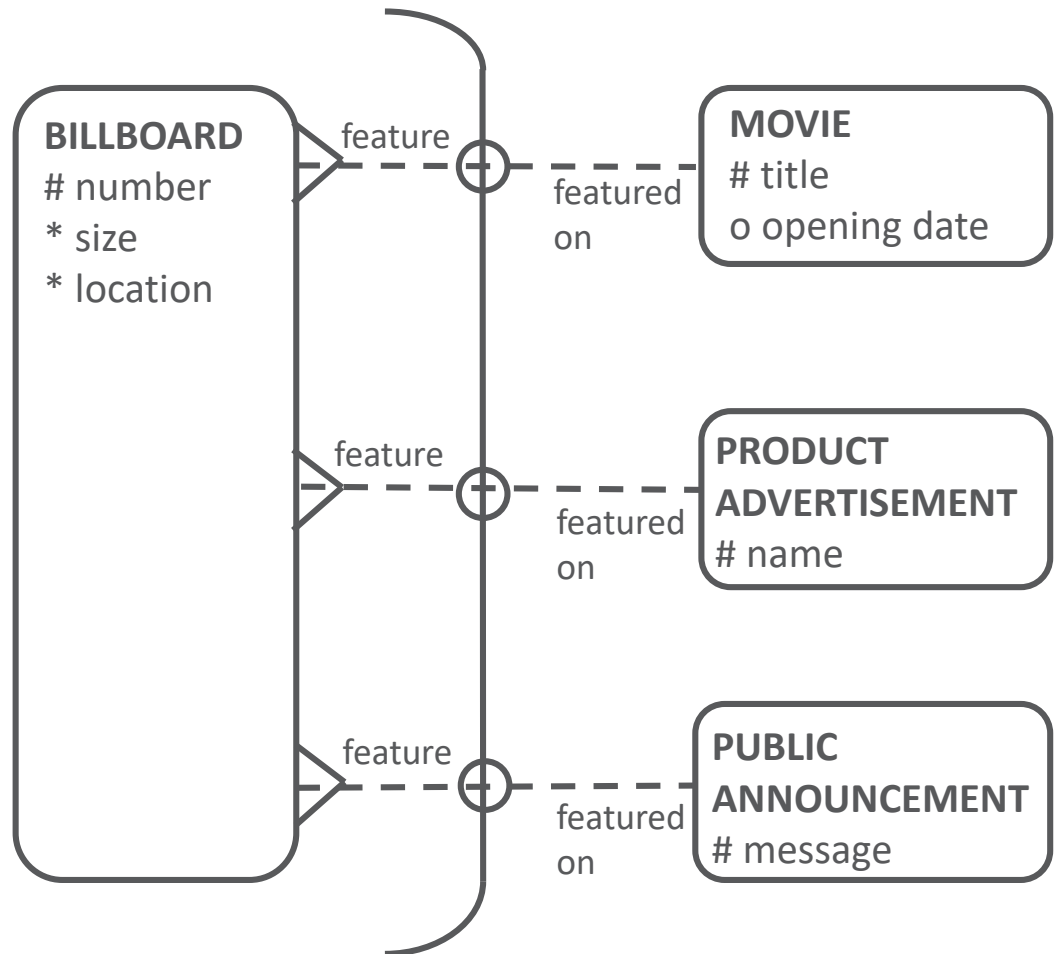 BILLBOARD
# number
* size
* location
feature
featured
on
MOVIE
# title
o opening date
feature
featured
on
PRODUCT
ADVERTISEMENT
# name
feature
featured
on
PUBLIC
ANNOUNCEMENT
# message